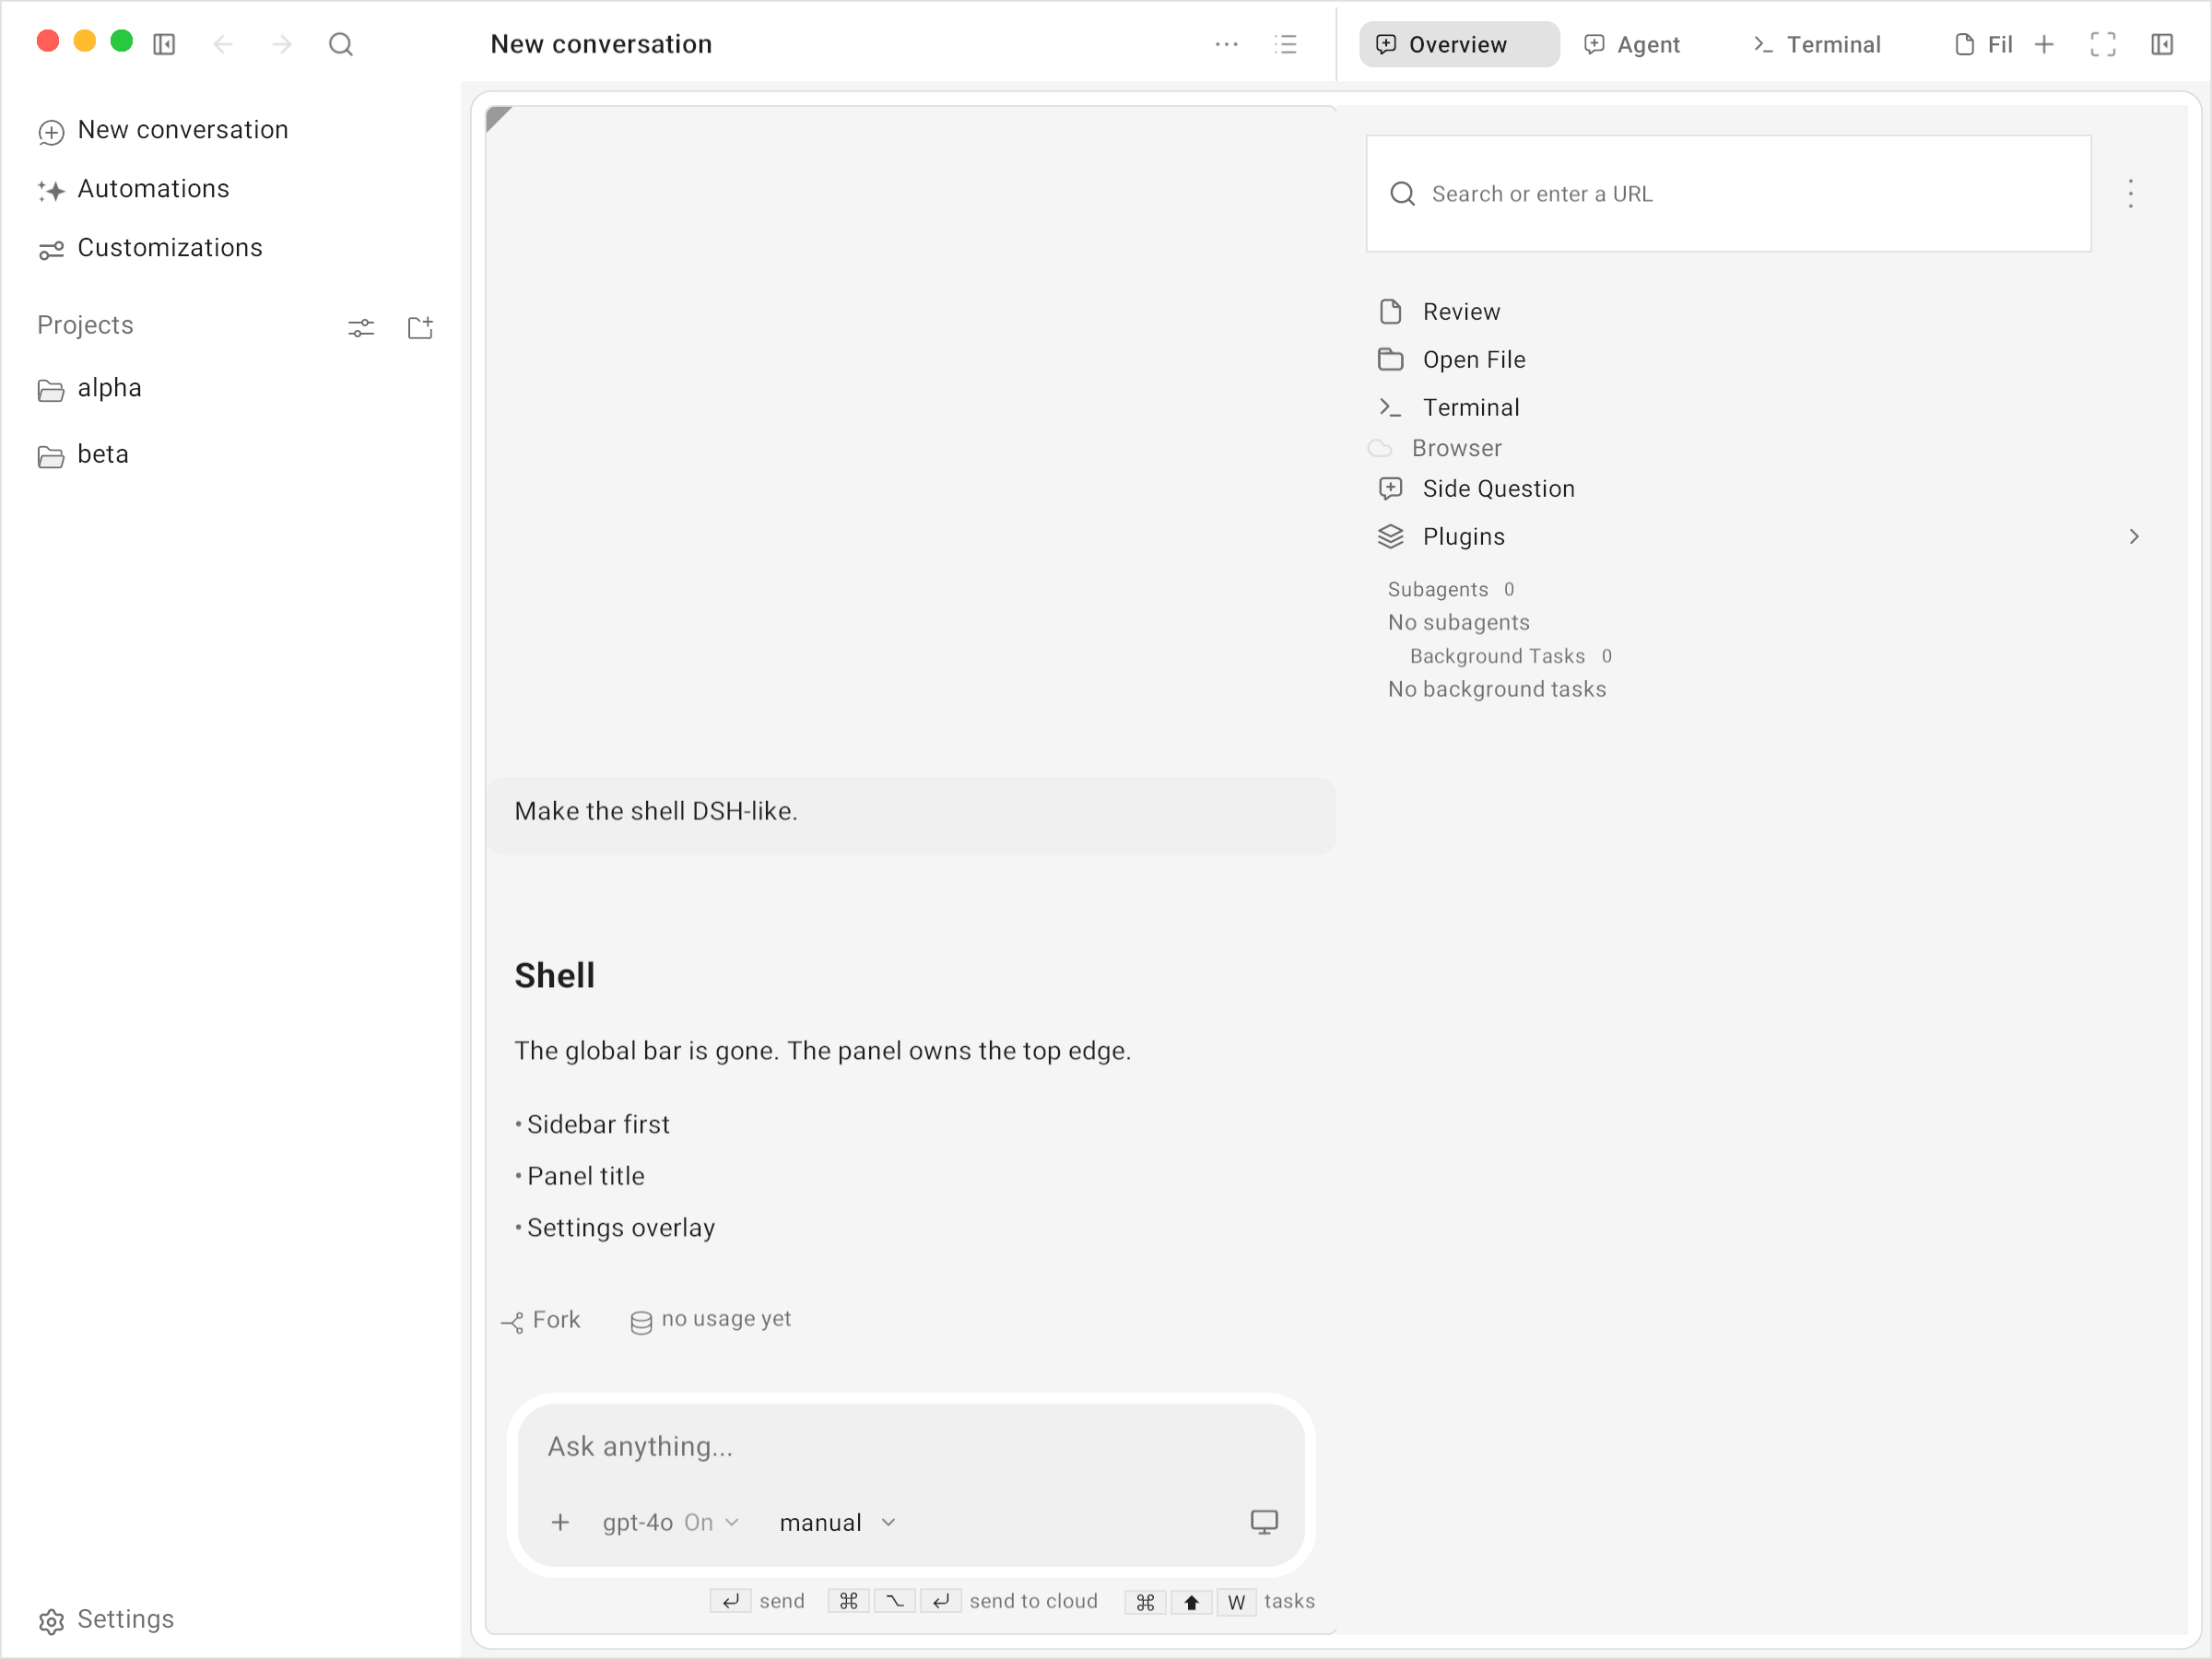 New conversation
Overview
Agent
Terminal
Fil
New conversation
Automations
Customizations
Projects
alpha
beta
Settings
Make the shell DSH-like.
Shell
The global bar is gone. The panel owns the top edge.
• Sidebar first
• Panel title
• Settings overlay
Fork no usage yet
Ask anything...
gpt-4o On manual
↵ send ⌘ ⌥ ↵ send to cloud ⌘ ⬆ W tasks
Search or enter a URL
Review
Open File
Terminal
Browser
Side Question
Plugins
Subagents 0
No subagents
Background Tasks 0
No background tasks